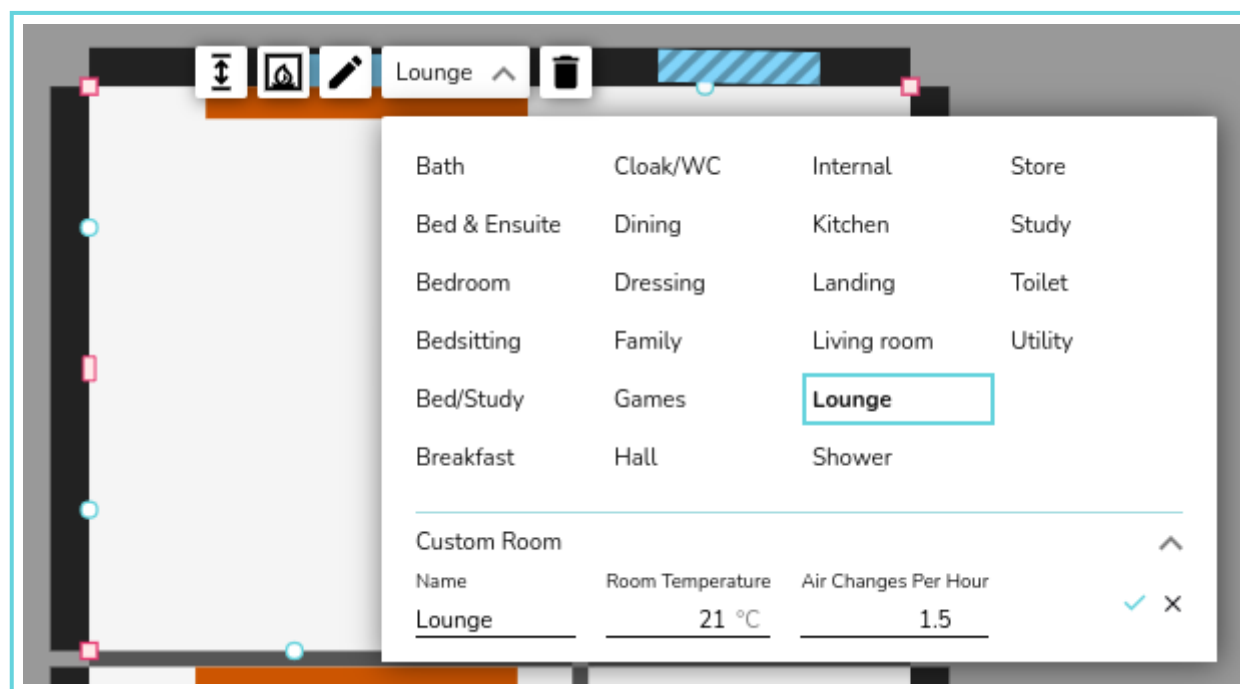 Lounge
Bath Cloak/WC Internal Store
Bed & Ensuite Dining Kitchen Study
Bedroom Dressing Landing Toilet
Bedsitting Family Living room Utility
Bed/Study Games Lounge
Breakfast Hall Shower
Custom Room
Name Room Temperature Air Changes Per Hour
Lounge 21 °C 1.5